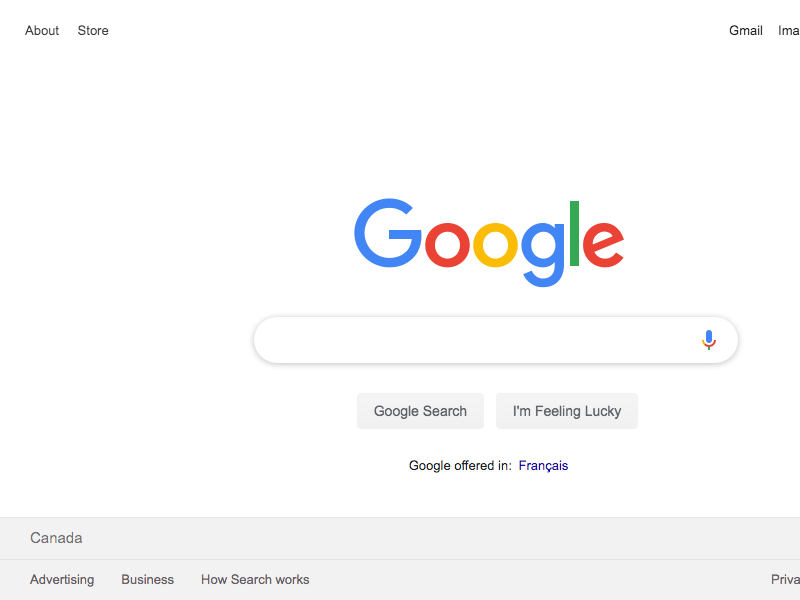 About Store Gmail Ima
Google
Google Search I'm Feeling Lucky
Google offered in: Français
Canada
Advertising Business How Search works Priva